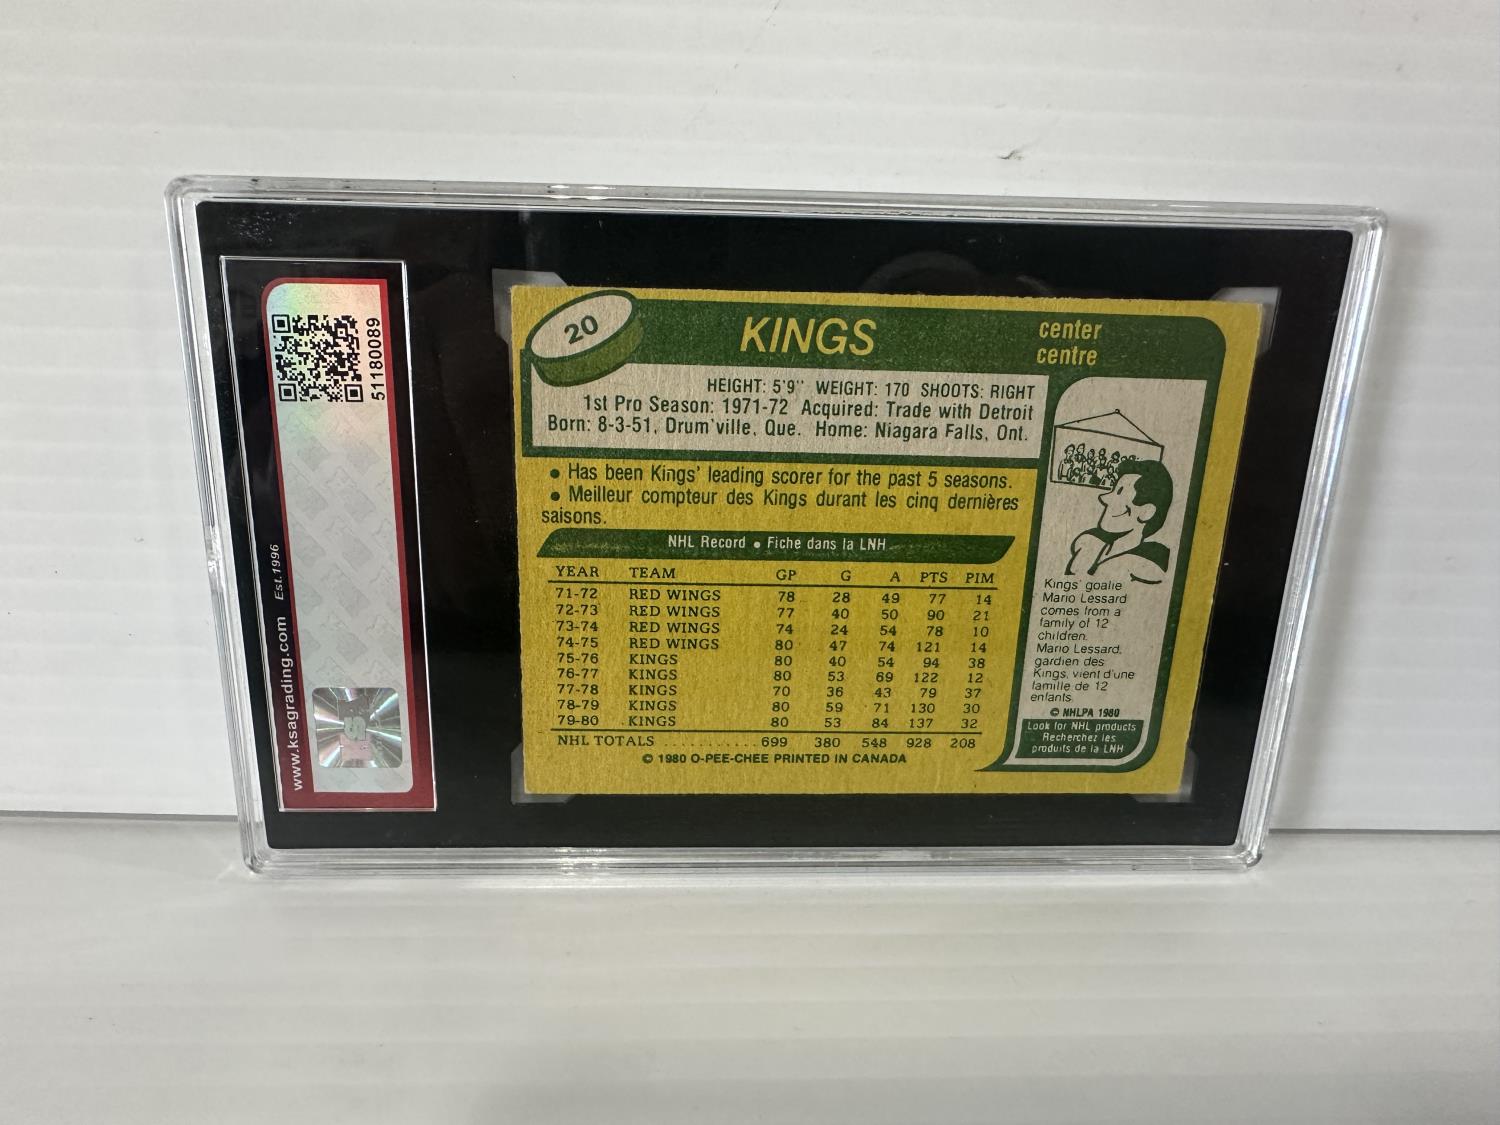 51180089
www.ksagrading.com Est.1996
20
KINGS
center
centre
HEIGHT: 5'9" WEIGHT: 170 SHOOTS: RIGHT
1st Pro Season: 1971-72 Acquired: Trade with Detroit
Born: 8-3-51, Drum'ville, Que. Home: Niagara Falls, Ont.
• Has been Kings' leading scorer for the past 5 seasons.
• Meilleur compteur des Kings durant les cinq dernières
saisons.
NHL Record • Fiche dans la LNH
YEAR TEAM GP G A PTS PIM
71-72 RED WINGS 78 28 49 77 14
72-73 RED WINGS 77 40 50 90 21
73-74 RED WINGS 74 24 54 78 10
74-75 RED WINGS 80 47 74 121 14
75-76 KINGS 80 40 54 94 38
76-77 KINGS 80 53 69 122 12
77-78 KINGS 70 36 43 79 37
78-79 KINGS 80 59 71 130 30
79-80 KINGS 80 53 84 137 32
NHL TOTALS ........... 699 380 548 928 208
© 1980 O-PEE-CHEE PRINTED IN CANADA
Kings' goalie
Mario Lessard
comes from a
family of 12
children.
Mario Lessard,
gardien des
Kings, vient d'une
famille de 12
enfants.
© NHLPA 1980
Look for NHL products
Recherchez les
produits de la LNH